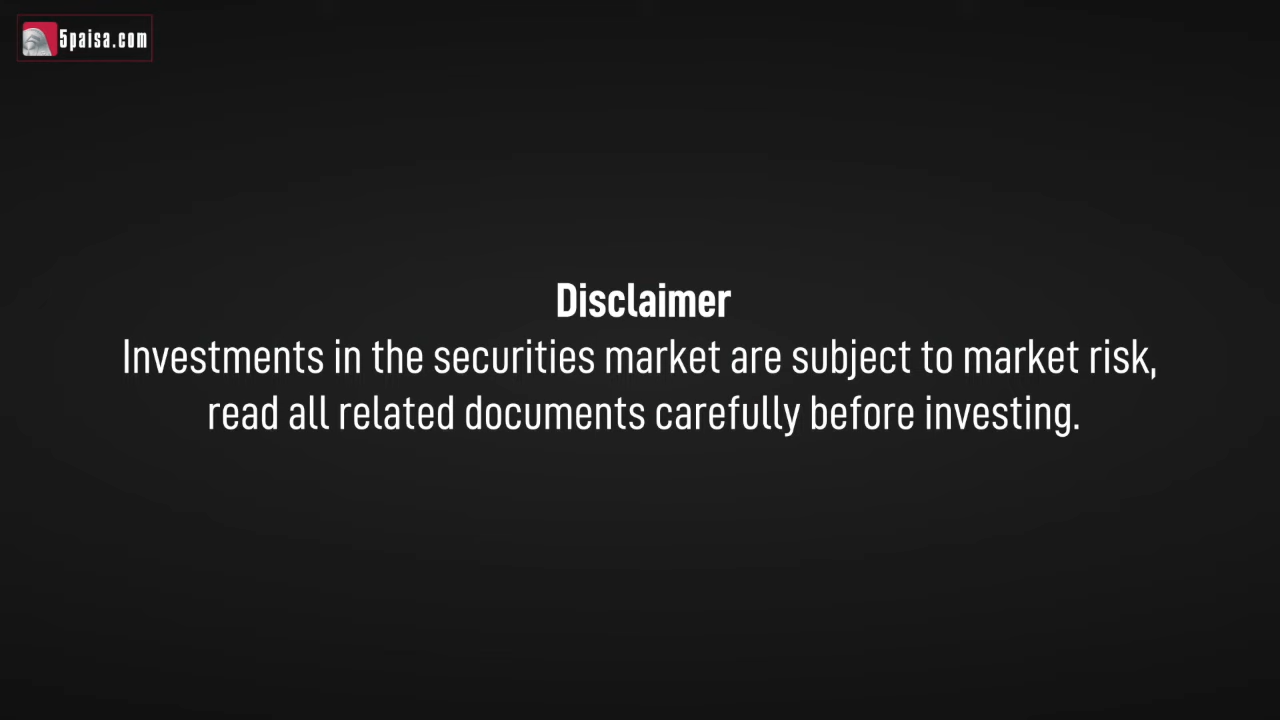 5paisa.com
Disclaimer
Investments in the securities market are subject to market risk,
read all related documents carefully before investing.